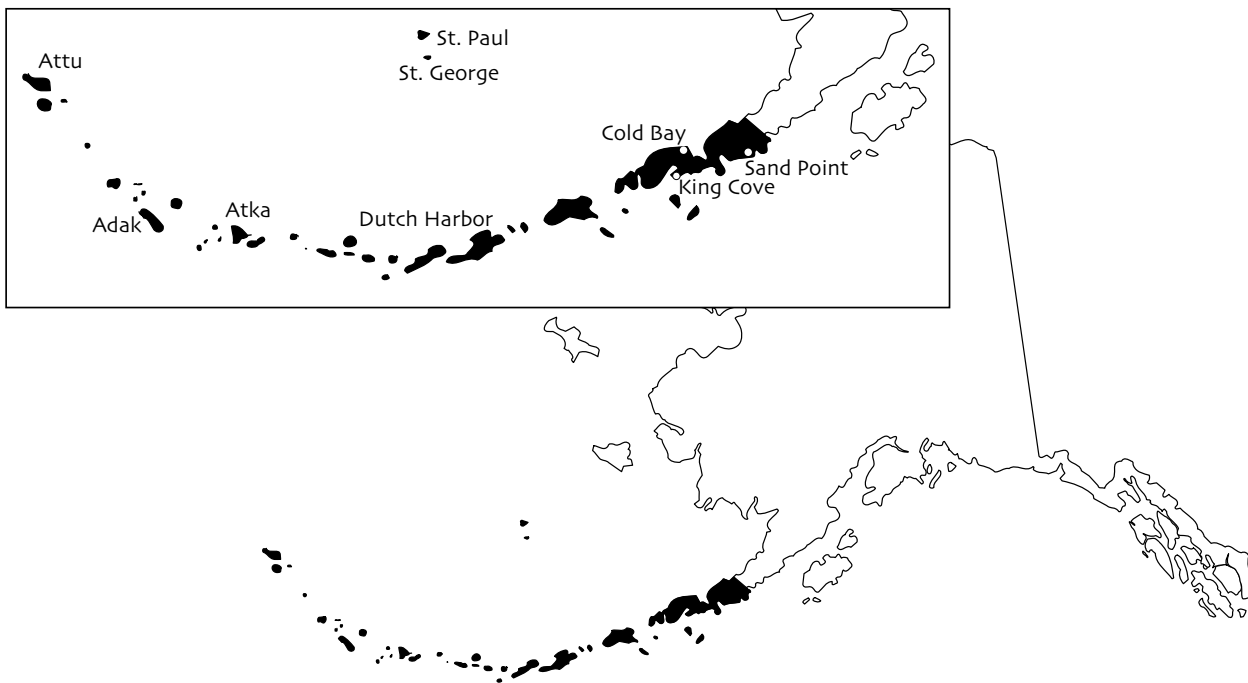 St. Paul
Attu
St. George
Cold Bay
Sand Point
King Cove
Atka
Dutch Harbor
Adak